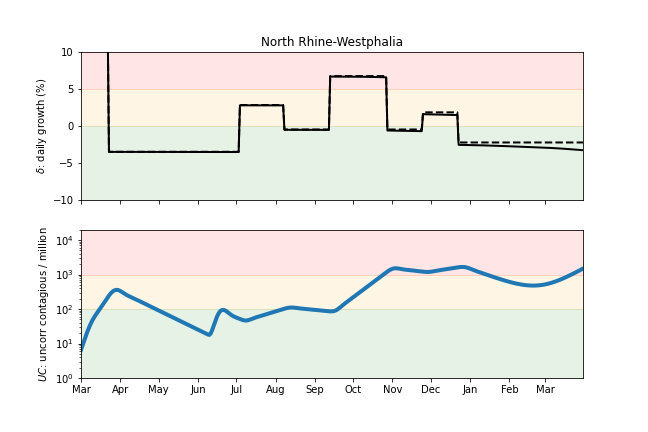 North Rhine-Westphalia
δ: daily growth (%)
10
5
0
−5
−10
UC: uncorr contagious / million
10⁴
10³
10²
10¹
10⁰
Mar Apr May Jun Jul Aug Sep Oct Nov Dec Jan Feb Mar